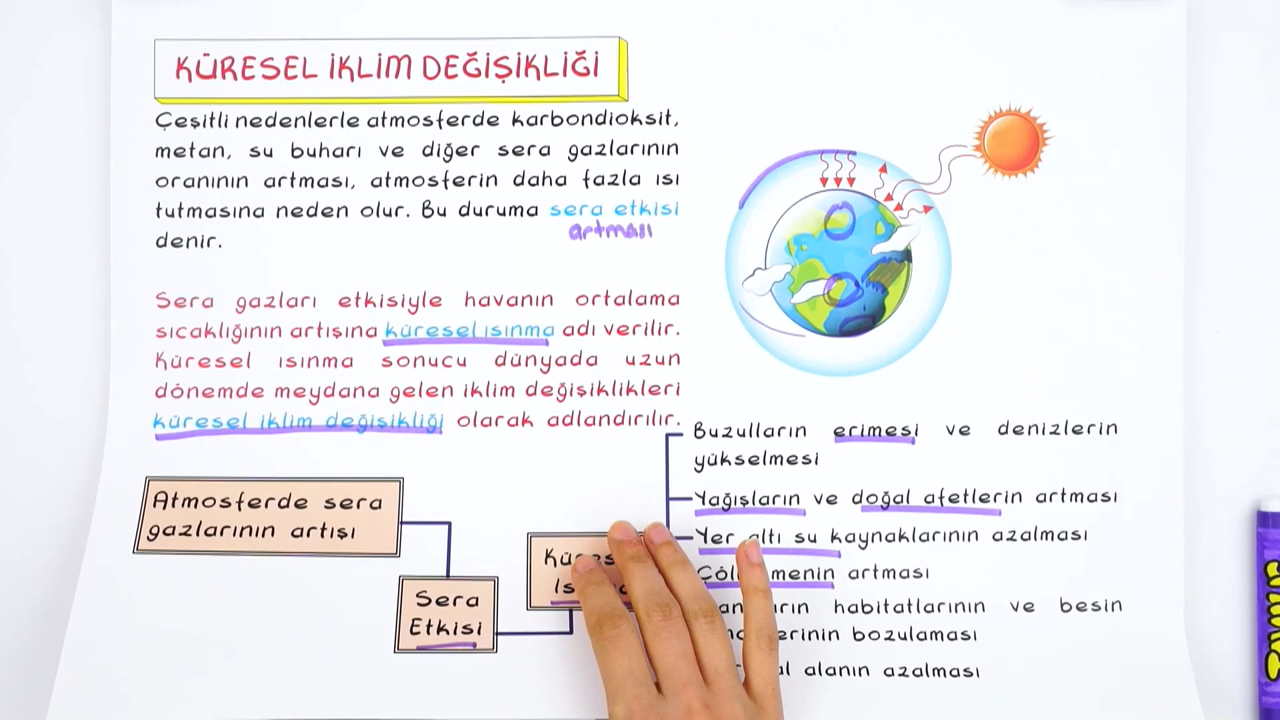 KÜRESEL İKLİM DEĞİŞİKLİĞİ
Çeşitli nedenlerle atmosferde karbondioksit,
metan, su buharı ve diğer sera gazlarının
oranının artması, atmosferin daha fazla ısı
tutmasına neden olur. Bu duruma sera etkisi
artması
denir.
Sera gazları etkisiyle havanın ortalama
sıcaklığının artışına küresel ısınma adı verilir.
Küresel ısınma sonucu dünyada uzun
dönemde meydana gelen iklim değişiklikleri
küresel iklim değişikliği olarak adlandırılır.
Atmosferde sera
gazlarının artışı
Sera
Etkisi
Buzulların erimesi ve denizlerin
yükselmesi
Yağışların ve doğal afetlerin artması
Yer altı su kaynaklarının azalması
artması
habitatlarının ve besin
bozulaması
alanın azalması